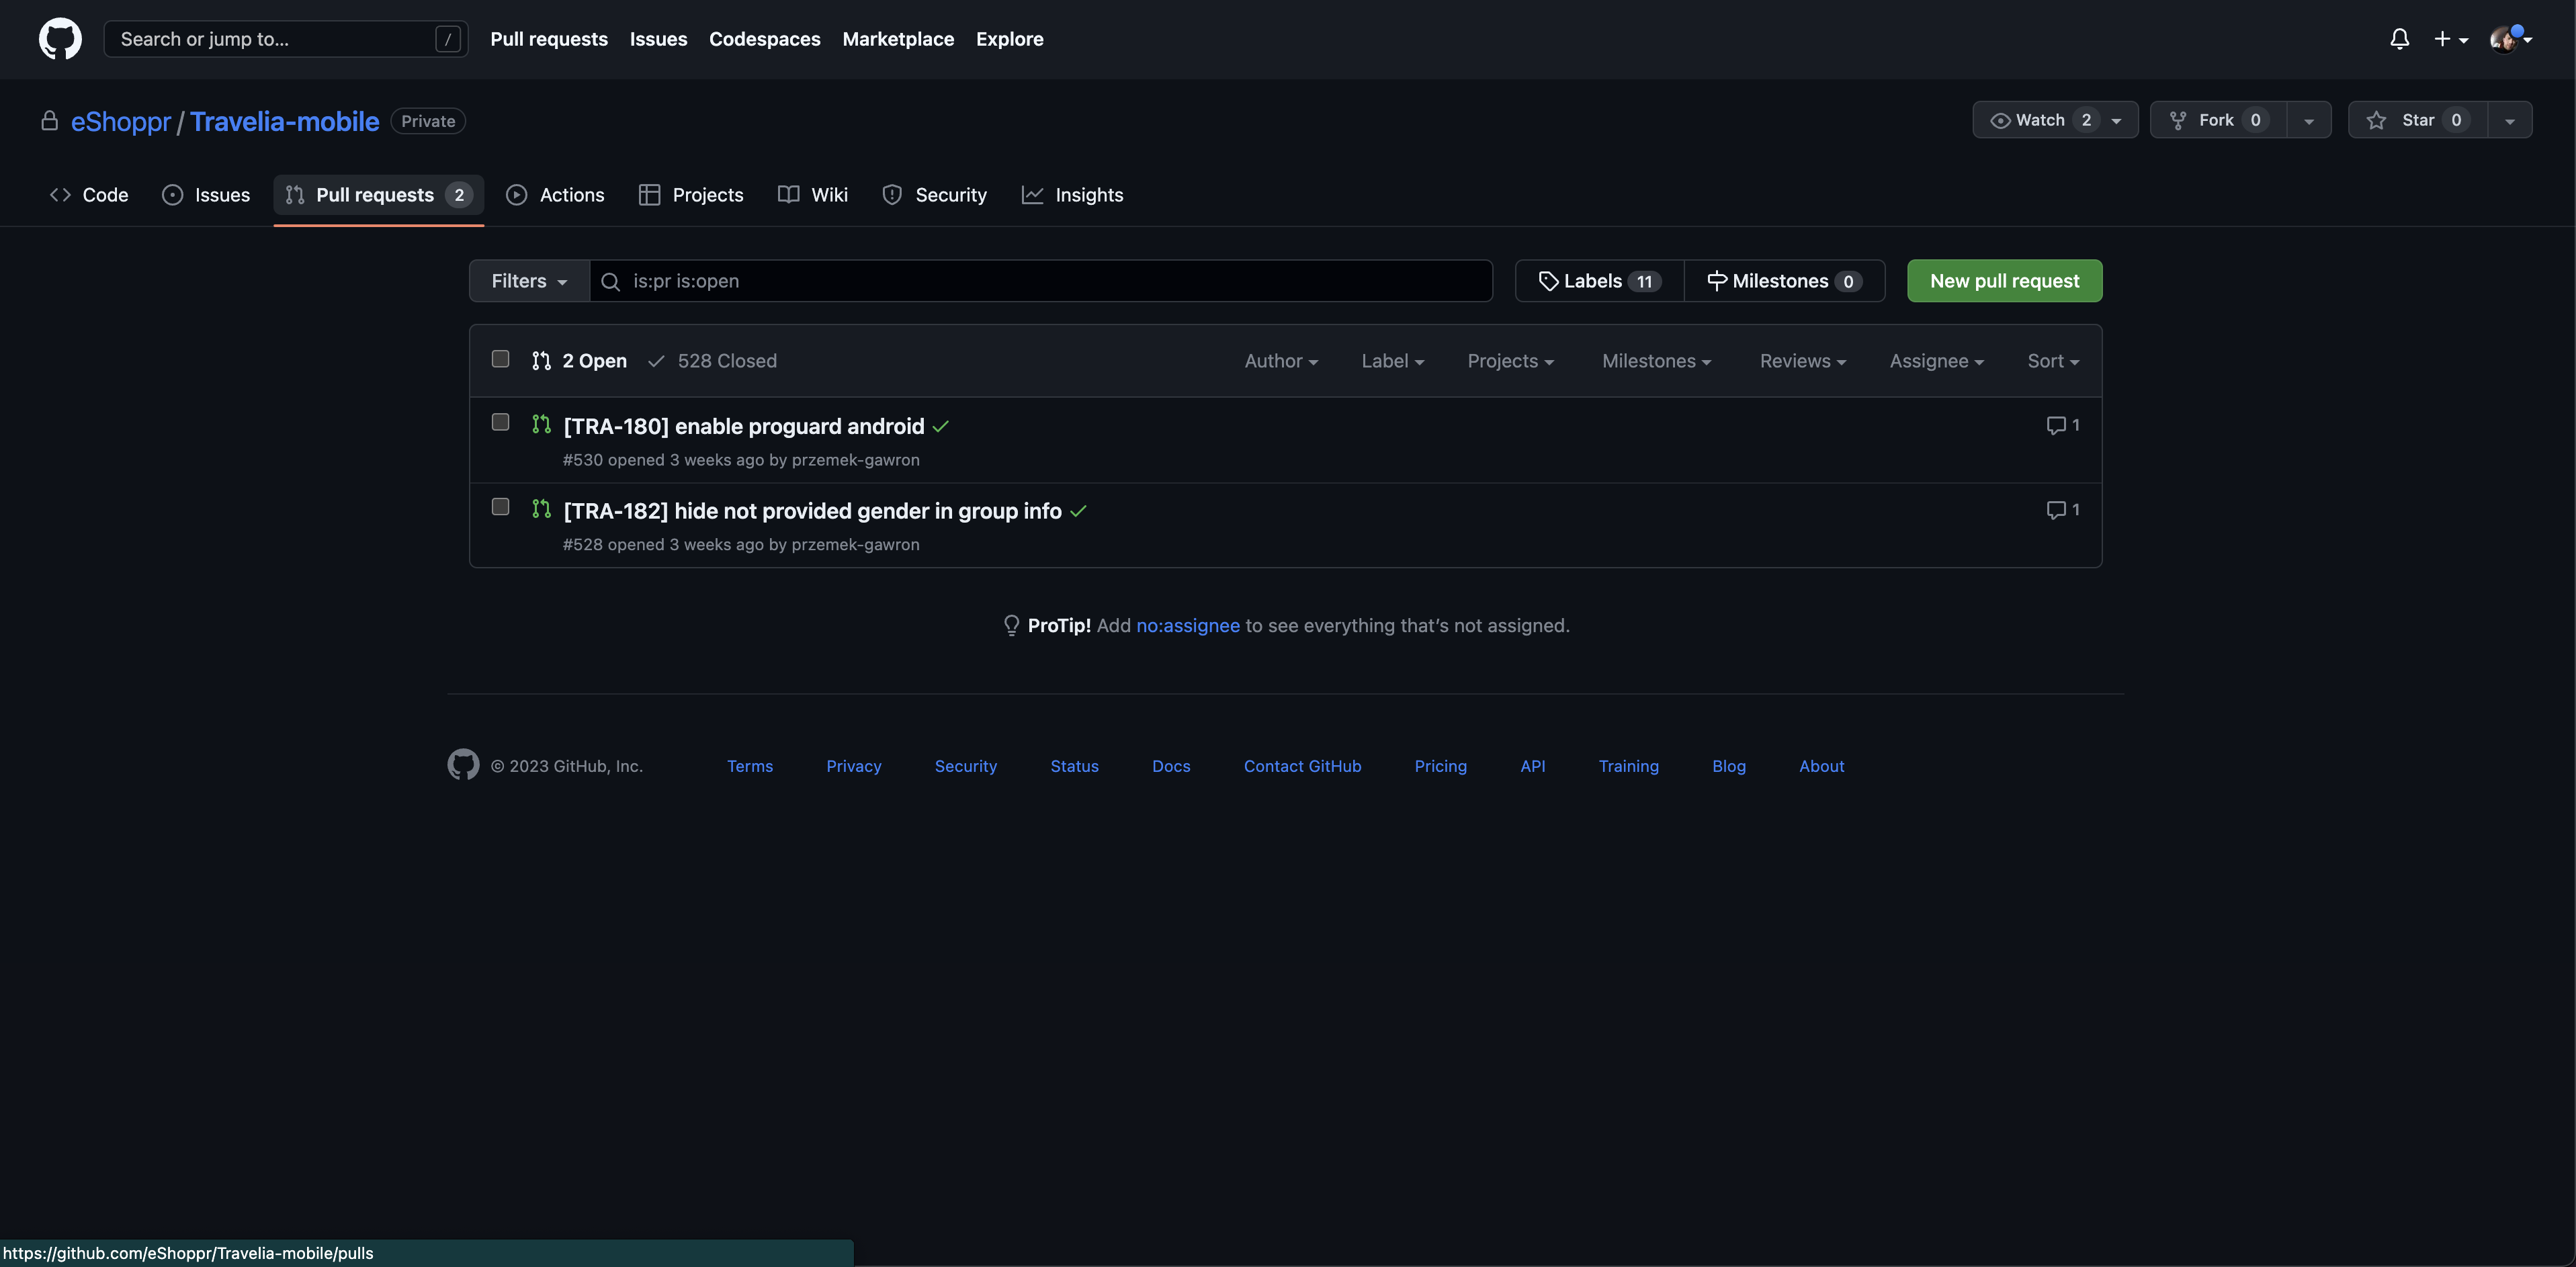 Search or jump to... / Pull requests Issues Codespaces Marketplace Explore
eShoppr / Travelia-mobile Private Watch 2 Fork 0 Star 0
Code Issues Pull requests 2 Actions Projects Wiki Security Insights
Filters is:pr is:open Labels 11 Milestones 0 New pull request
2 Open 528 Closed Author Label Projects Milestones Reviews Assignee Sort
[TRA-180] enable proguard android 1
#530 opened 3 weeks ago by przemek-gawron
[TRA-182] hide not provided gender in group info 1
#528 opened 3 weeks ago by przemek-gawron
ProTip! Add no:assignee to see everything that’s not assigned.
© 2023 GitHub, Inc. Terms Privacy Security Status Docs Contact GitHub Pricing API Training Blog About
https://github.com/eShoppr/Travelia-mobile/pulls